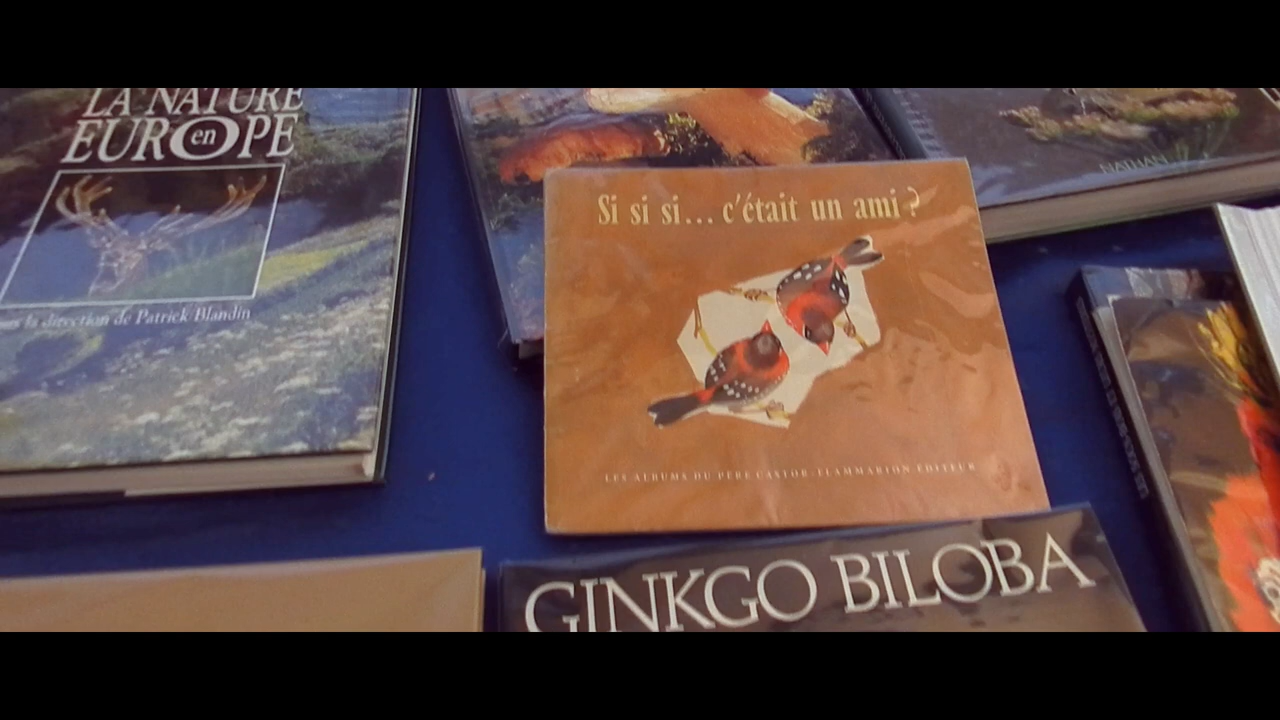 LA NATURE
en
EUROPE
la direction de Patrick Blandin
NATHAN
Si si si... c'était un ami ?
LES ALBUMS DU PÈRE CASTOR · FLAMMARION ÉDITEUR
GINKGO BILOBA